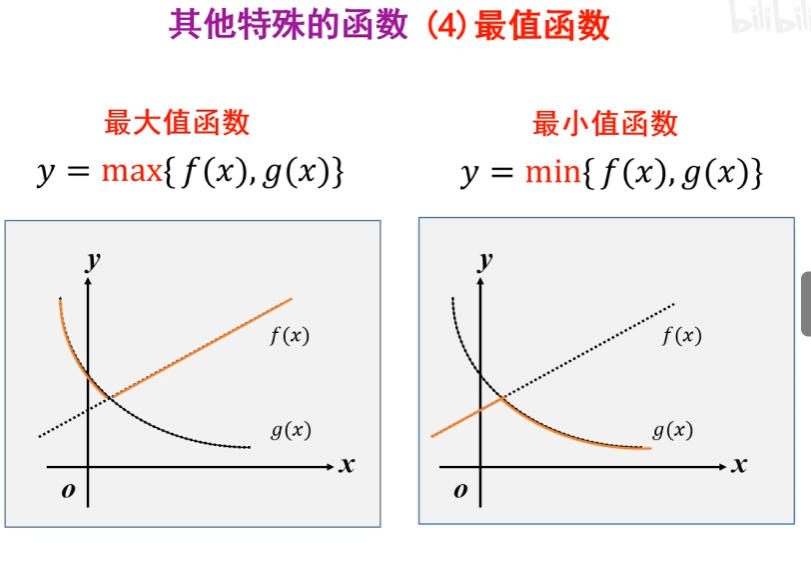 其他特殊的函数 (4)最值函数
bilibili
最大值函数
y = max{f(x), g(x)}
y
f(x)
g(x)
x
o
最小值函数
y = min{f(x), g(x)}
y
f(x)
g(x)
x
o